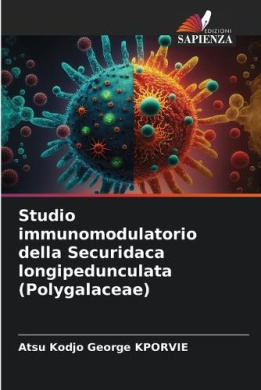 EDIZIONI
SAPIENZA
Studio
immunomodulatorio
della Securidaca
longipedunculata
(Polygalaceae)
Atsu Kodjo George KPORVIE